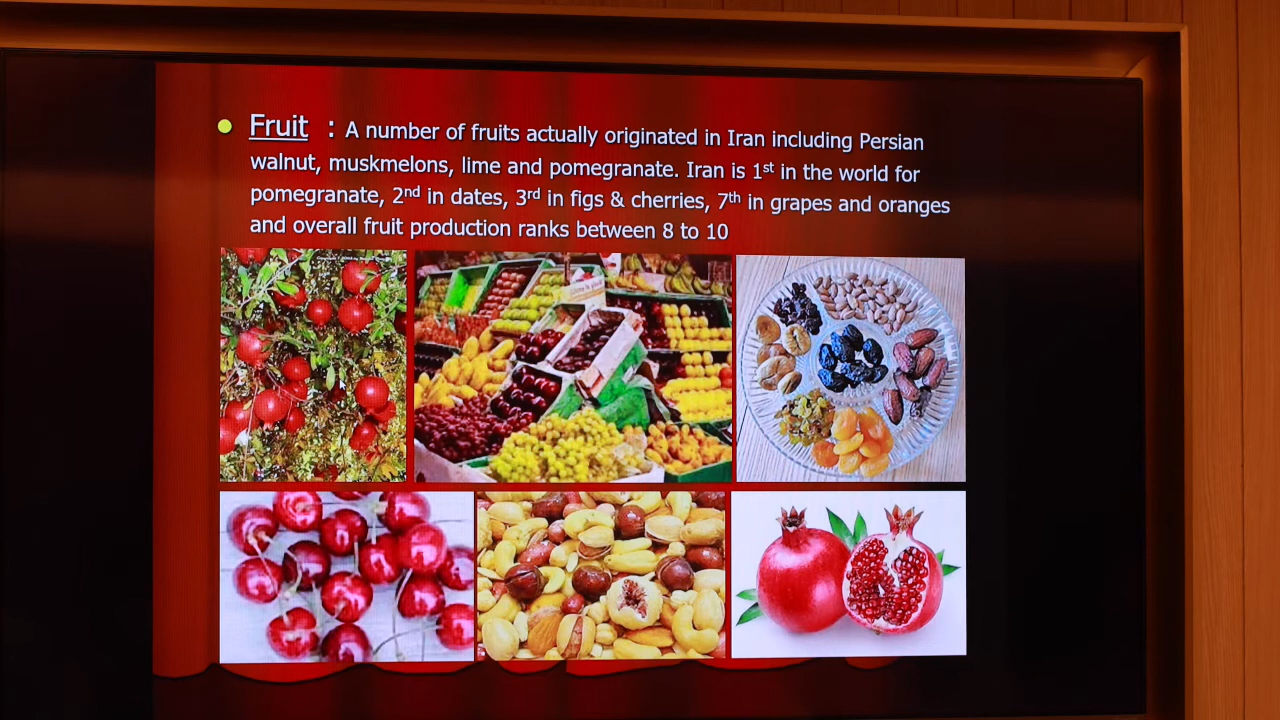 Fruit : A number of fruits actually originated in Iran including Persian
walnut, muskmelons, lime and pomegranate. Iran is 1st in the world for
pomegranate, 2nd in dates, 3rd in figs & cherries, 7th in grapes and oranges
and overall fruit production ranks between 8 to 10